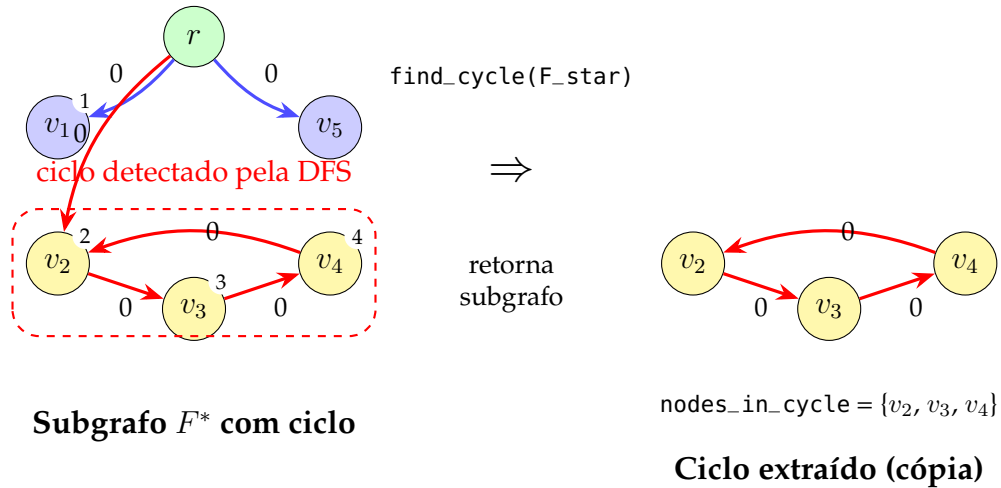 r
0
0
find_cycle(F_star)
1
v₁
0
v₅
ciclo detectado pela DFS
⇒
2
0
4
v₂
v₄
3
0
v₃
0
retorna
subgrafo
0
v₂
v₄
0
v₃
0
Subgrafo F* com ciclo
nodes_in_cycle = {v₂, v₃, v₄}
Ciclo extraído (cópia)